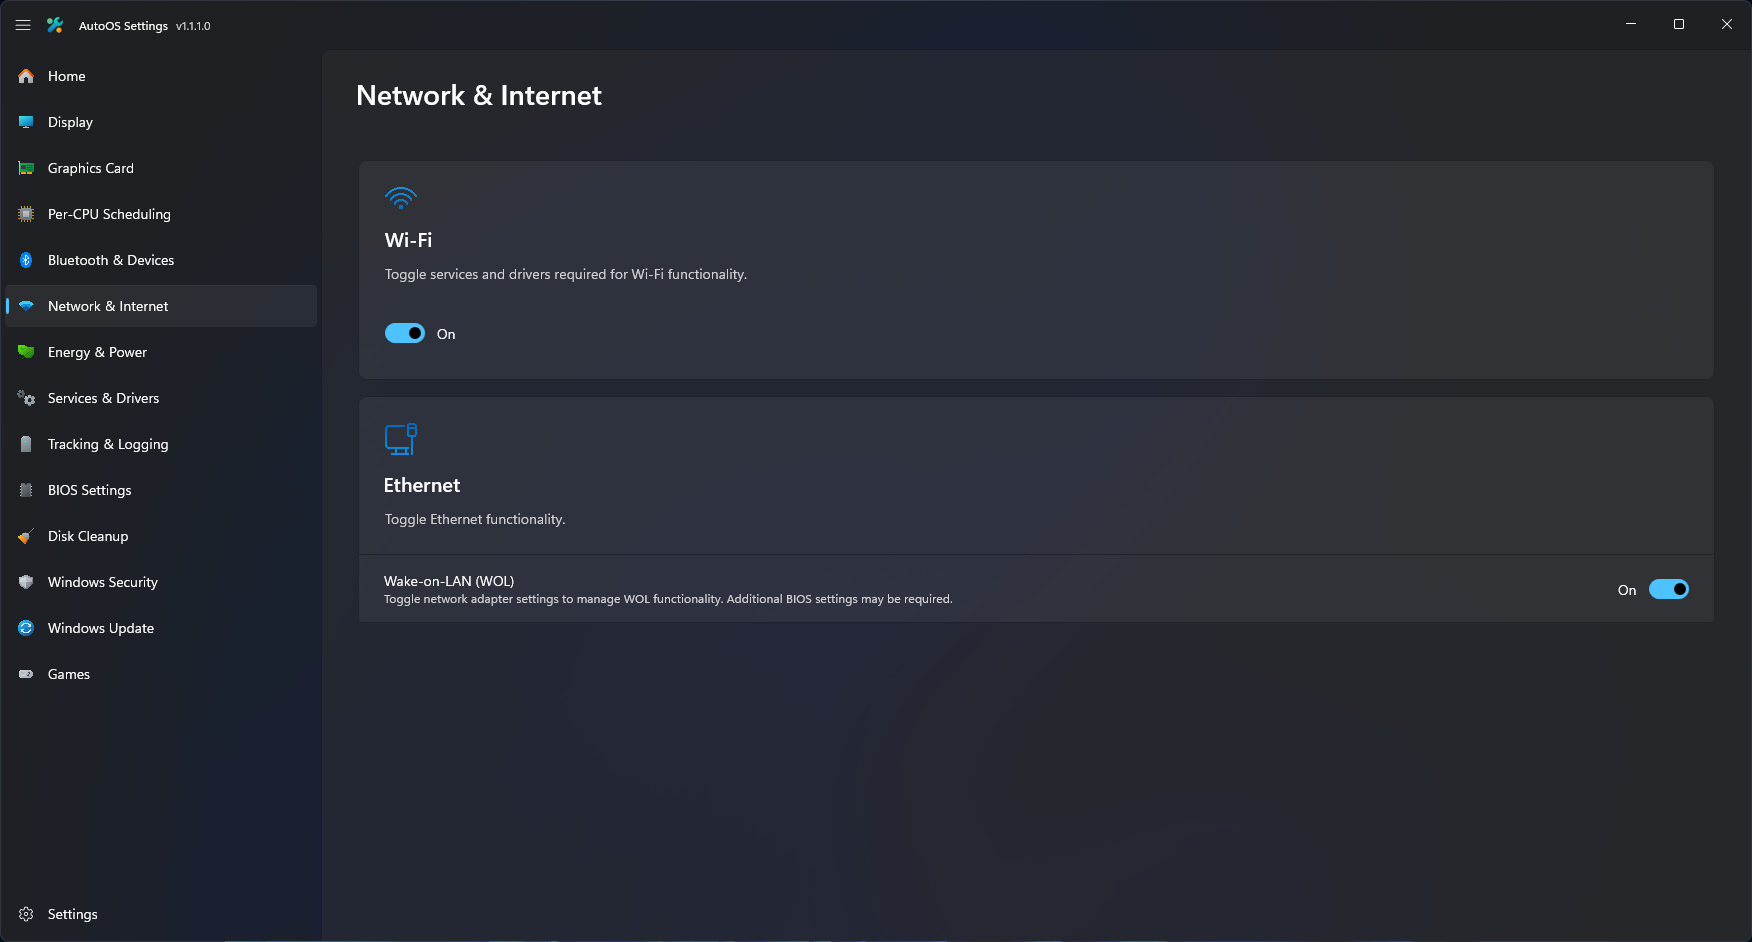 AutoOS Settings v1.1.1.0
Home
Display
Graphics Card
Per-CPU Scheduling
Bluetooth & Devices
Network & Internet
Energy & Power
Services & Drivers
Tracking & Logging
BIOS Settings
Disk Cleanup
Windows Security
Windows Update
Games
Settings
Network & Internet
Wi-Fi
Toggle services and drivers required for Wi-Fi functionality.
On
Ethernet
Toggle Ethernet functionality.
Wake-on-LAN (WOL)
Toggle network adapter settings to manage WOL functionality. Additional BIOS settings may be required.
On